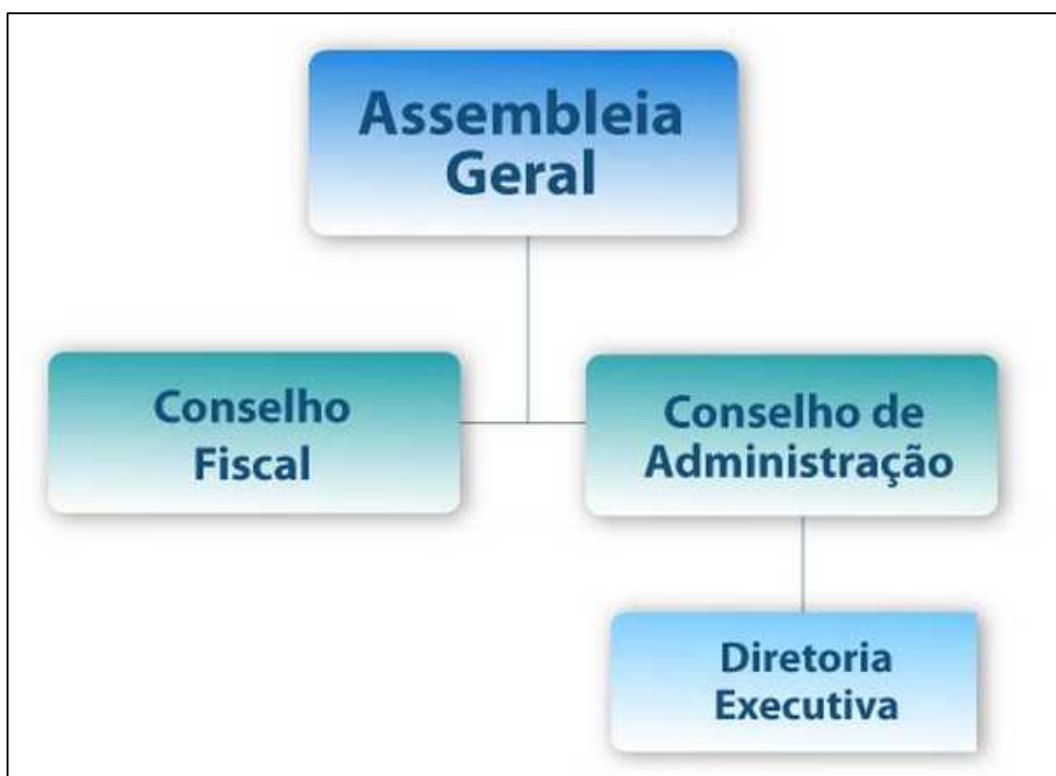 Assembleia
Geral
Conselho
Fiscal
Conselho de
Administração
Diretoria
Executiva